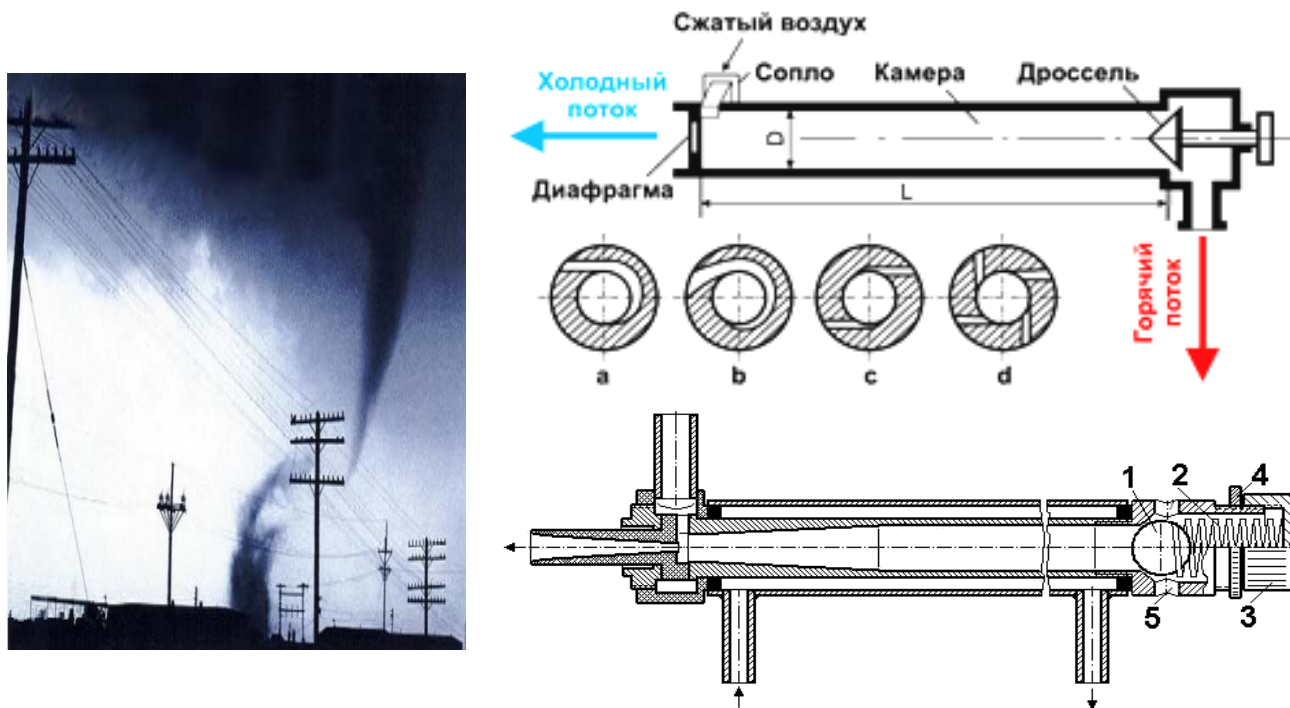 Сжатый воздух
Холодный
поток
Сопло
Камера
Дроссель
D
Диафрагма
L
Горячий
поток
a
b
c
d
1
2
4
5
3